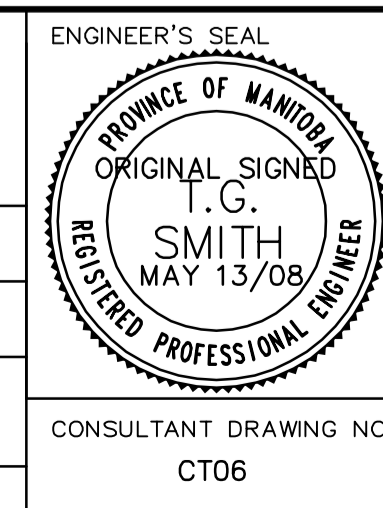 ENGINEER'S SEAL
PROVINCE OF MANITOBA
ORIGINAL SIGNED
T.G.
SMITH
MAY 13/08
REGISTERED PROFESSIONAL ENGINEER
CONSULTANT DRAWING NO
CT06